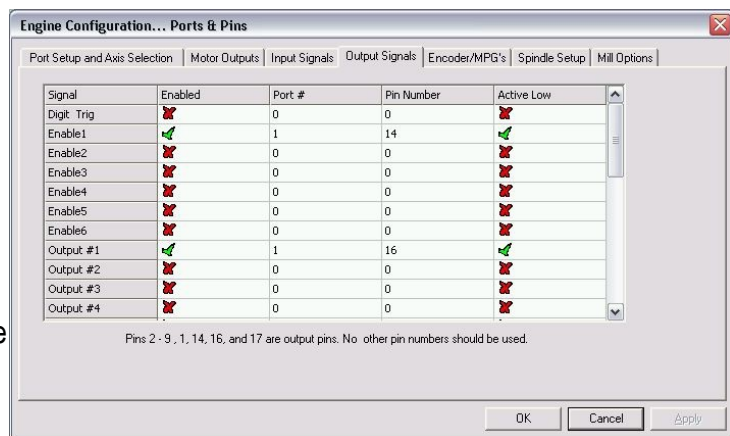 Engine Configuration... Ports & Pins
Port Setup and Axis Selection Motor Outputs Input Signals Output Signals Encoder/MPG's Spindle Setup Mill Options
Signal Enabled Port # Pin Number Active Low
Digit Trig 0 0
Enable1 1 14
Enable2 0 0
Enable3 0 0
Enable4 0 0
Enable5 0 0
Enable6 0 0
Output #1 1 16
Output #2 0 0
Output #3 0 0
Output #4 0 0
e
Pins 2 - 9 , 1, 14, 16, and 17 are output pins. No other pin numbers should be used.
OK Cancel Apply